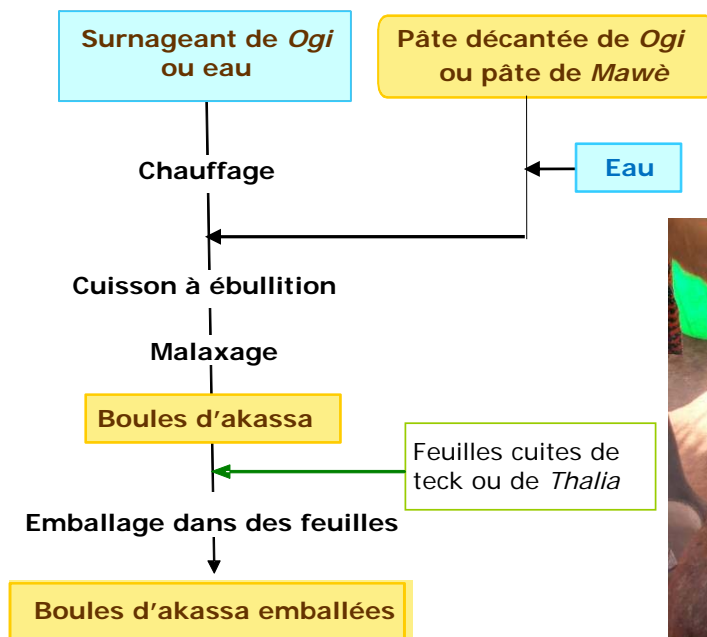 Surnageant de Ogi
ou eau
Pâte décantée de Ogi
ou pâte de Mawè
Chauffage
Eau
Cuisson à ébullition
Malaxage
Boules d'akassa
Feuilles cuites de
teck ou de Thalia
Emballage dans des feuilles
Boules d'akassa emballées